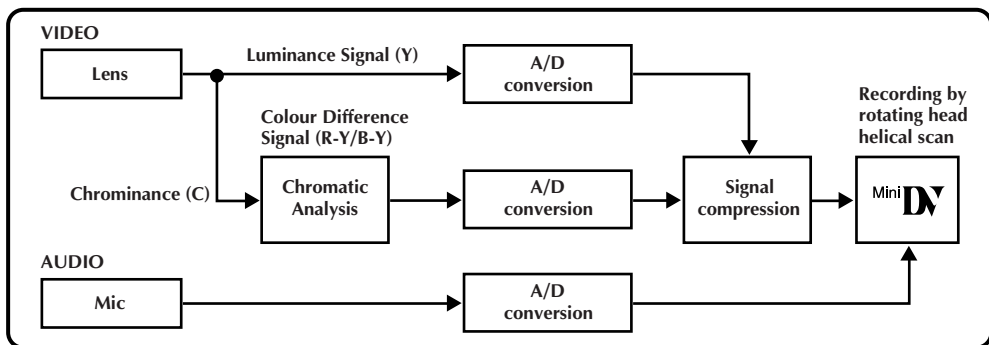 VIDEO
Lens
Luminance Signal (Y)
A/D
conversion
Colour Difference
Signal (R-Y/B-Y)
Chrominance (C)
Chromatic
Analysis
A/D
conversion
Signal
compression
Recording by
rotating head
helical scan
Mini DV
AUDIO
Mic
A/D
conversion